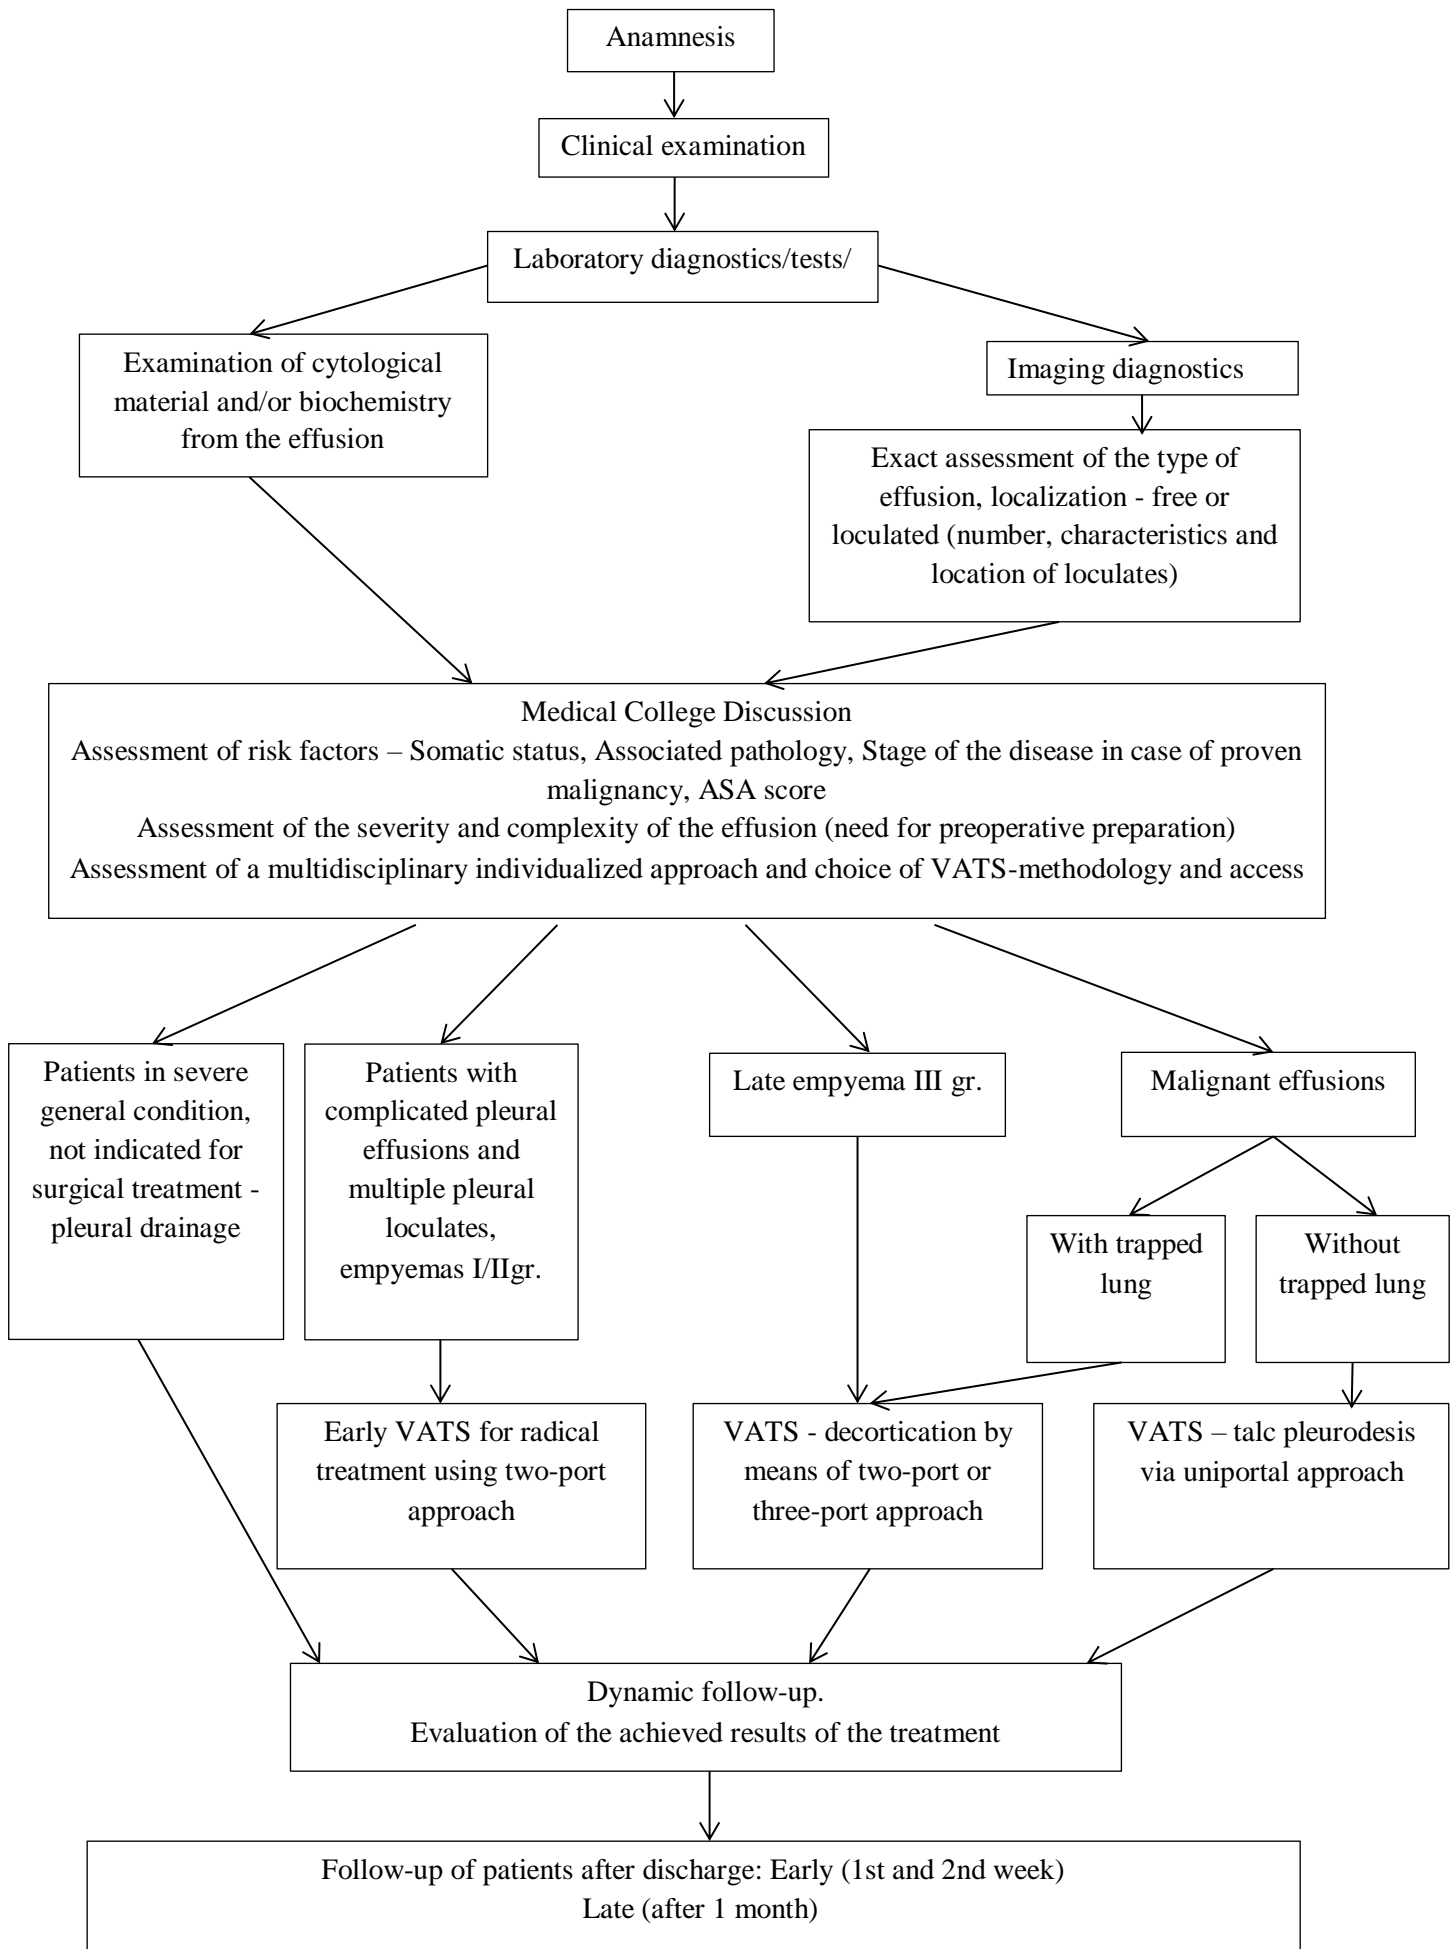 Anamnesis
Clinical examination
Laboratory diagnostics/tests/
Examination of cytological
material and/or biochemistry
from the effusion
Imaging diagnostics
Exact assessment of the type of
effusion, localization - free or
loculated (number, characteristics and
location of loculates)
Medical College Discussion
Assessment of risk factors – Somatic status, Associated pathology, Stage of the disease in case of proven
malignancy, ASA score
Assessment of the severity and complexity of the effusion (need for preoperative preparation)
Assessment of a multidisciplinary individualized approach and choice of VATS-methodology and access
Patients in severe
general condition,
not indicated for
surgical treatment -
pleural drainage
Patients with
complicated pleural
effusions and
multiple pleural
loculates,
empyemas I/IIgr.
Late empyema III gr.
Malignant effusions
With trapped
lung
Without
trapped lung
Early VATS for radical
treatment using two-port
approach
VATS - decortication by
means of two-port or
three-port approach
VATS – talc pleurodesis
via uniportal approach
Dynamic follow-up.
Evaluation of the achieved results of the treatment
Follow-up of patients after discharge: Early (1st and 2nd week)
Late (after 1 month)